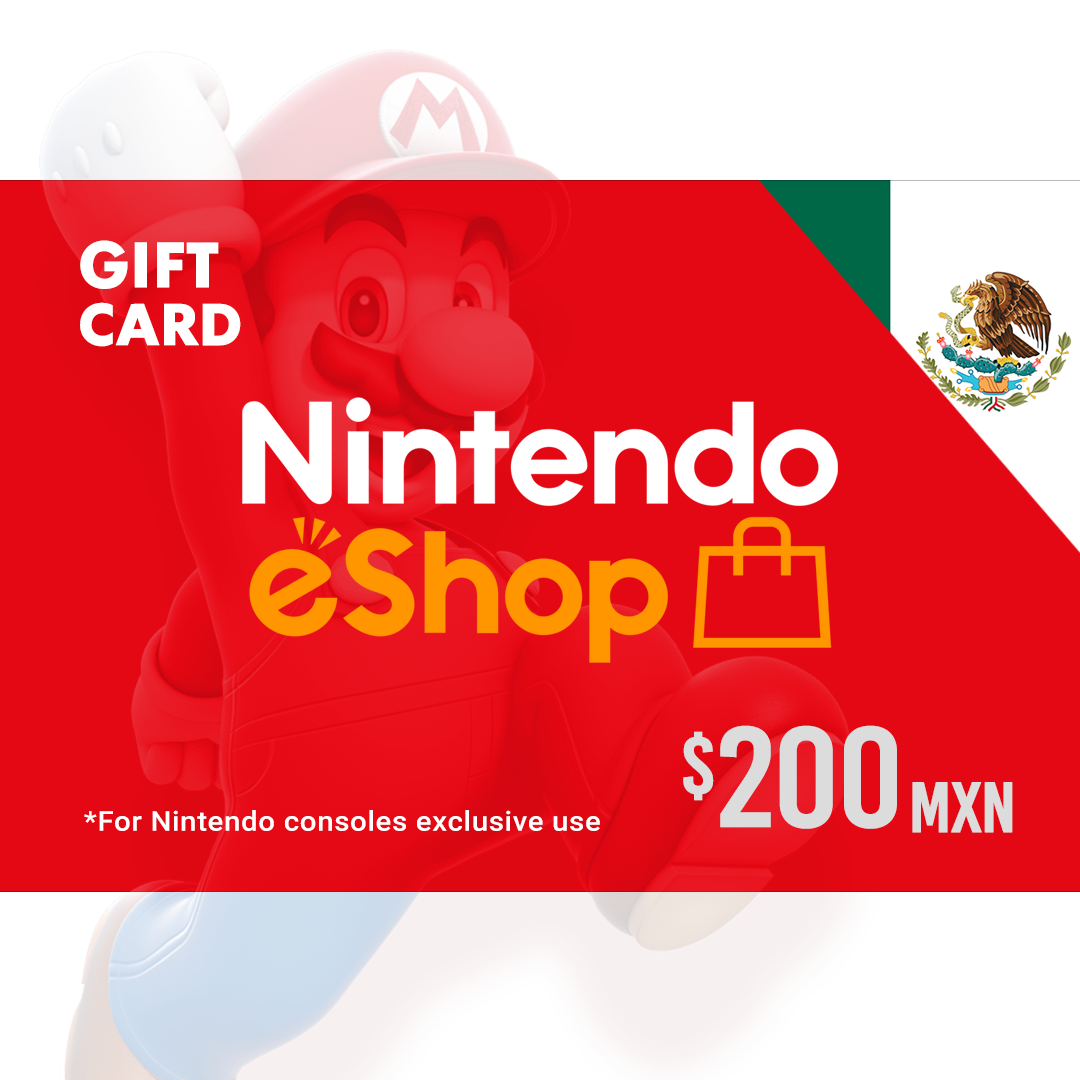 M
GIFT
CARD
Nintendo
eShop
$200 MXN
*For Nintendo consoles exclusive use